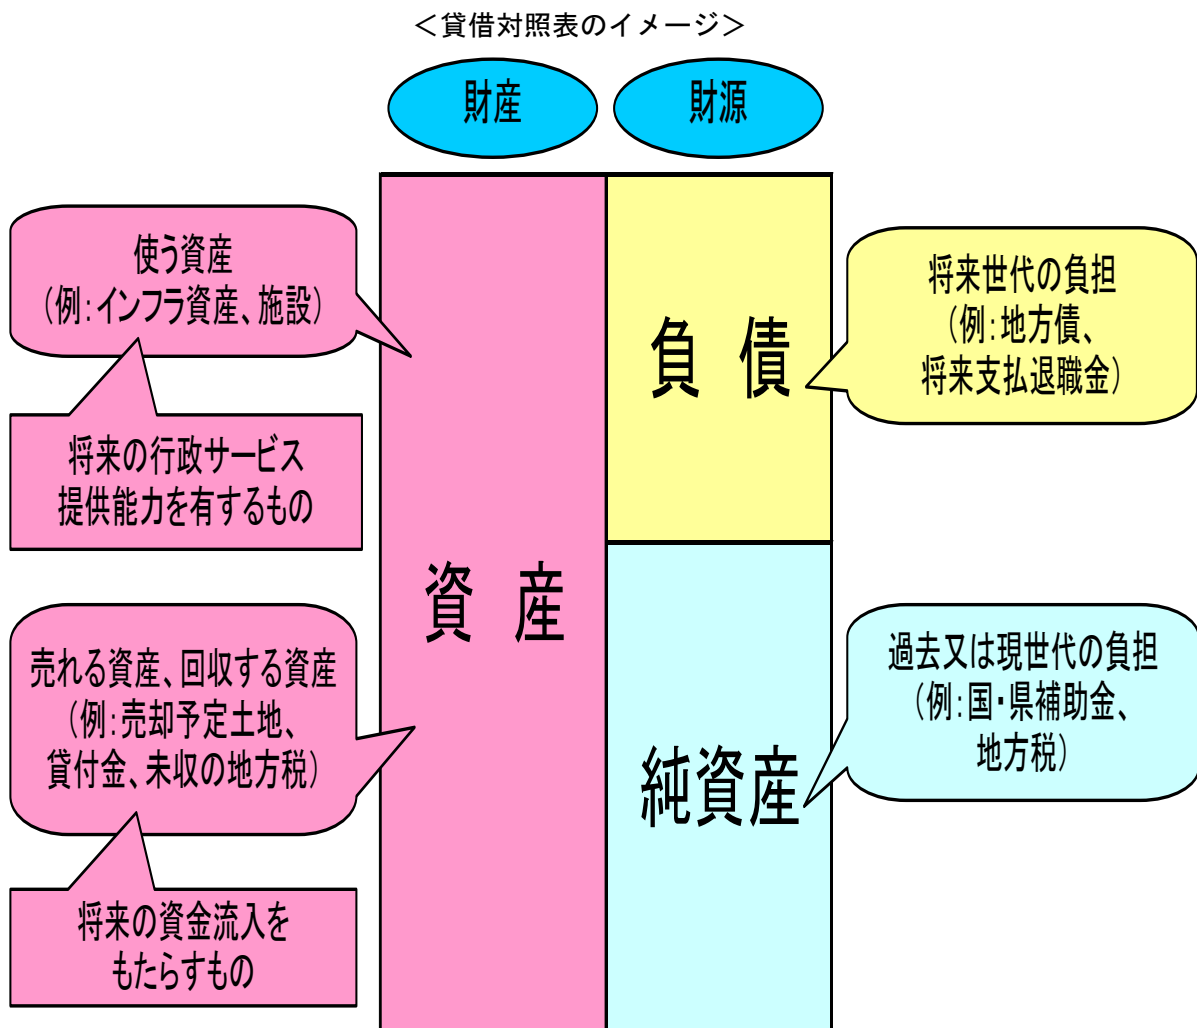 ＜貸借対照表のイメージ＞
財産
財源
使う資産
（例：インフラ資産、施設）
将来の行政サービス
提供能力を有するもの
売れる資産、回収する資産
（例：売却予定土地、
貸付金、未収の地方税）
将来の資金流入を
もたらすもの
資 産
負 債
純資産
将来世代の負担
（例：地方債、
将来支払退職金）
過去又は現世代の負担
（例：国・県補助金、
地方税）